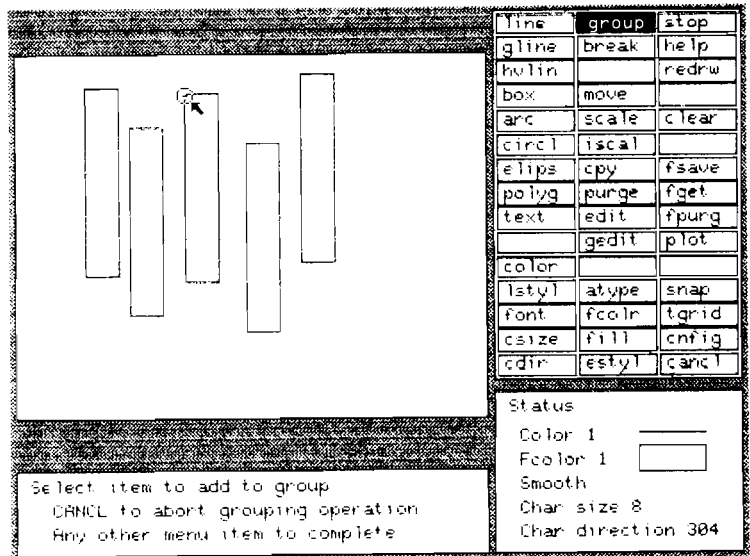 line group stop
gline break help
hvlin redrw
box move
arc scale clear
circl iscal
elips cpy fsave
polyg purge fget
text edit fpurg
gedit plot
color
lstyl atype snap
font fcolr tgrid
csize fill cnfig
cdir estyl cancl
Status
Color 1
Fcolor 1
Smooth
Char size 8
Char direction 304
Select item to add to group
CANCL to abort grouping operation
Any other menu item to complete